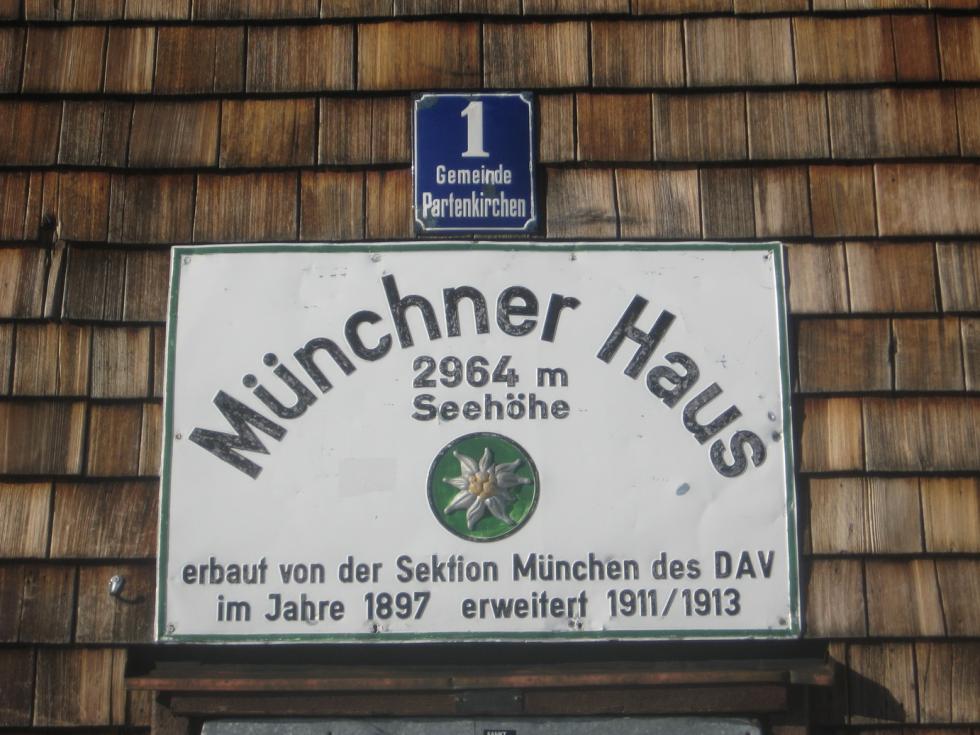 1
Gemeinde
Partenkirchen
Münchner Haus
2964 m
Seehöhe
erbaut von der Sektion München des DAV
im Jahre 1897 erweitert 1911/1913